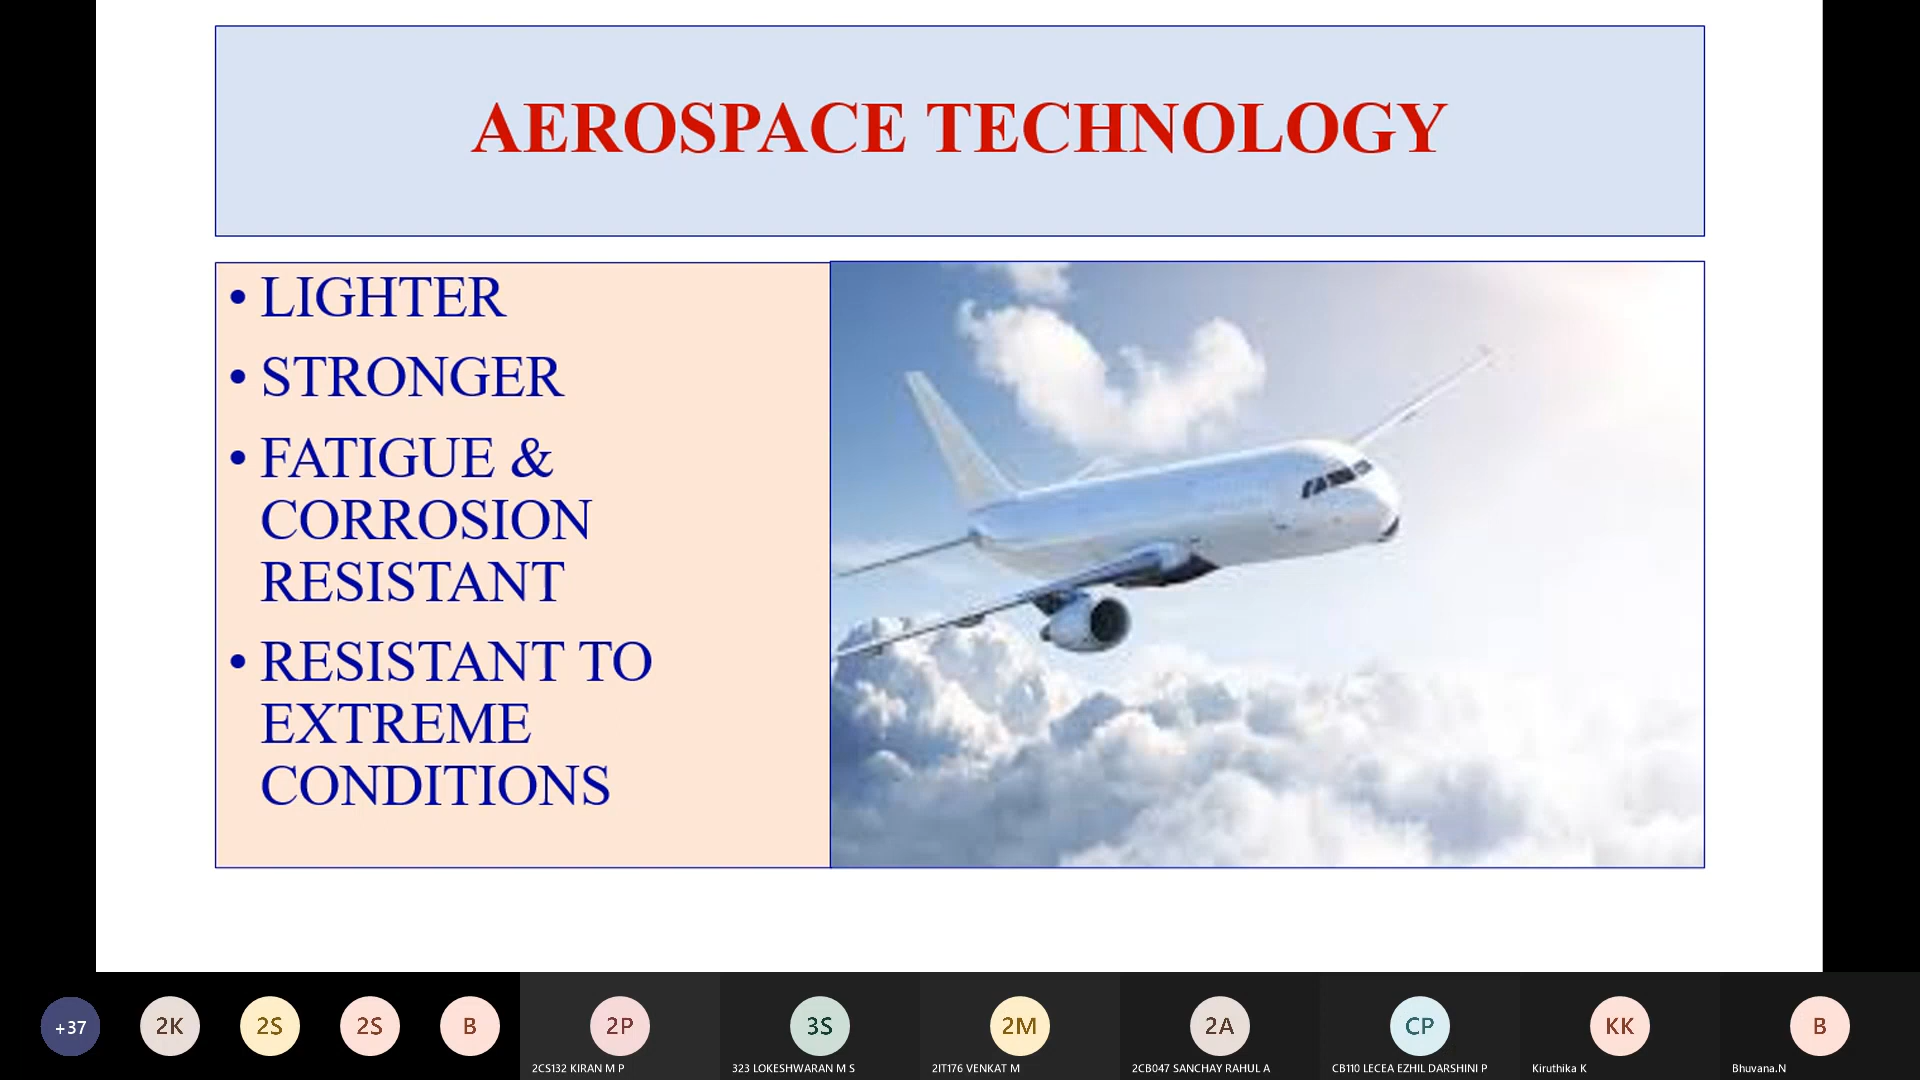 AEROSPACE TECHNOLOGY
• LIGHTER
• STRONGER
• FATIGUE &
CORROSION
RESISTANT
• RESISTANT TO
EXTREME
CONDITIONS
+37
2K
2S
2S
B
2P
3S
2M
2A
CP
KK
B
2CS132 KIRAN M P
323 LOKESHWARAN M S
2IT176 VENKAT M
2CB047 SANCHAY RAHUL A
CB110 LECEA EZHIL DARSHINI P
Kiruthika K
Bhuvana.N